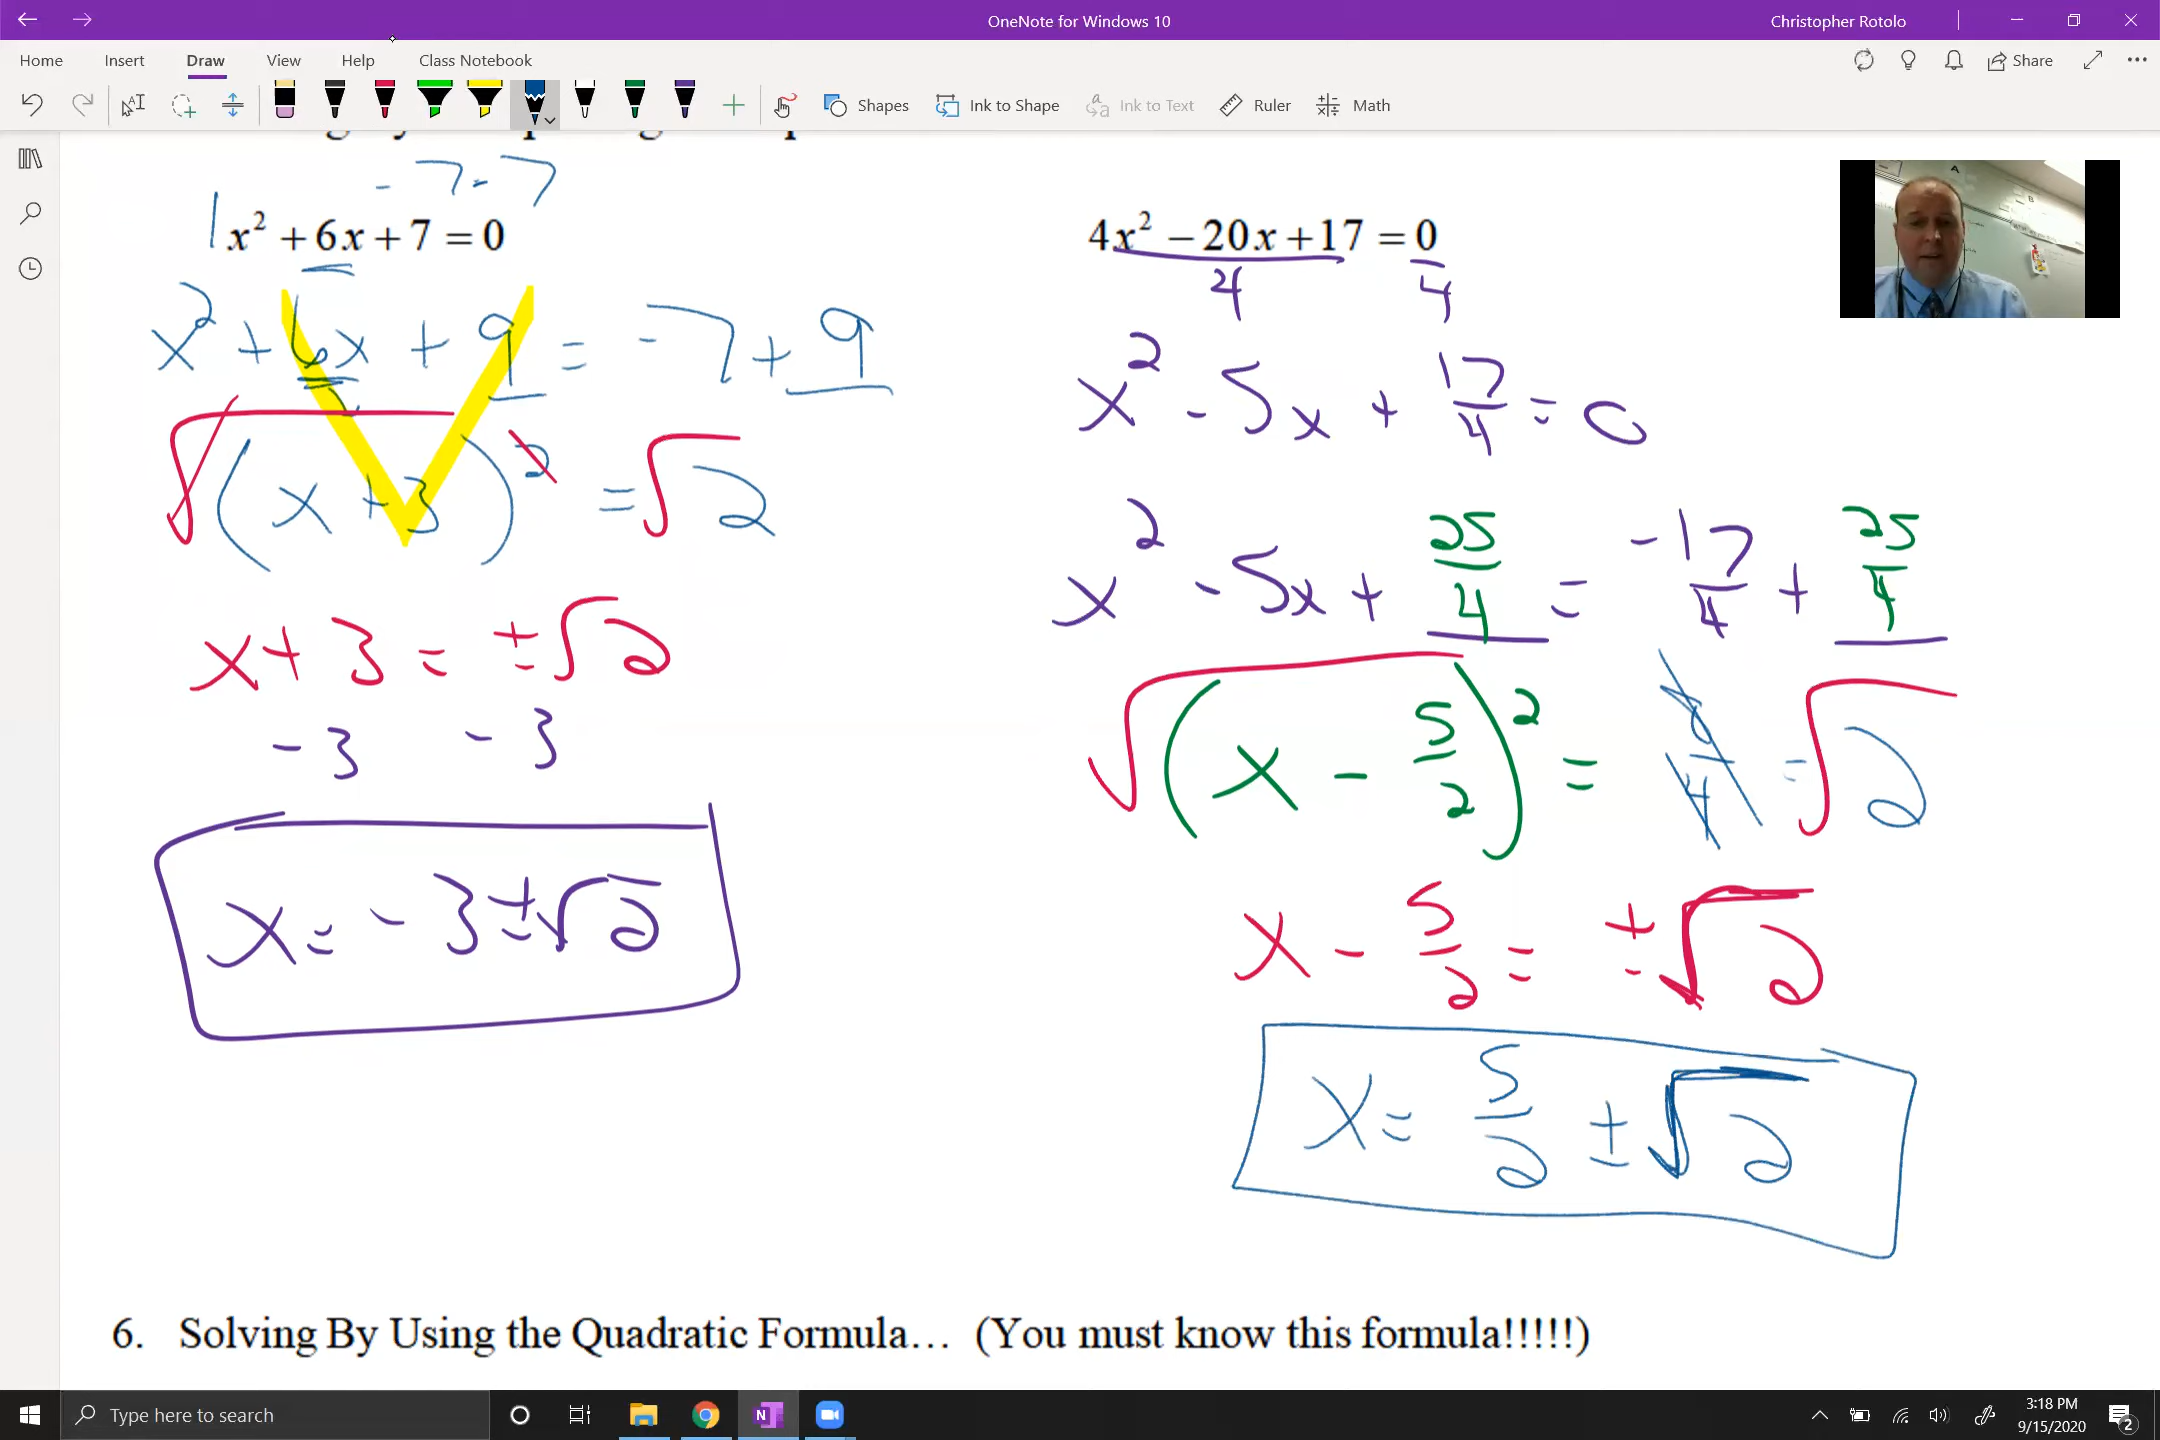 OneNote for Windows 10
Christopher Rotolo
Home Insert Draw View Help Class Notebook
Share
Shapes Ink to Shape Ink to Text Ruler Math
- 7 - 7
1x² + 6x + 7 = 0
x² + 6x + 9 = -7 + 9
√(x + 3)² = √2
x + 3 = ± √2
- 3 - 3
x = - 3 ± √2
4x² − 20x + 17 = 0
4 4
x² - 5x + 17/4 = 0
x² - 5x + 25/4 = -17/4 + 25/4
√(x - 5/2)² = 8/4 = √2
x - 5/2 = ± √2
x = 5/2 ± √2
6. Solving By Using the Quadratic Formula… (You must know this formula!!!!!)
Type here to search
3:18 PM
9/15/2020
2